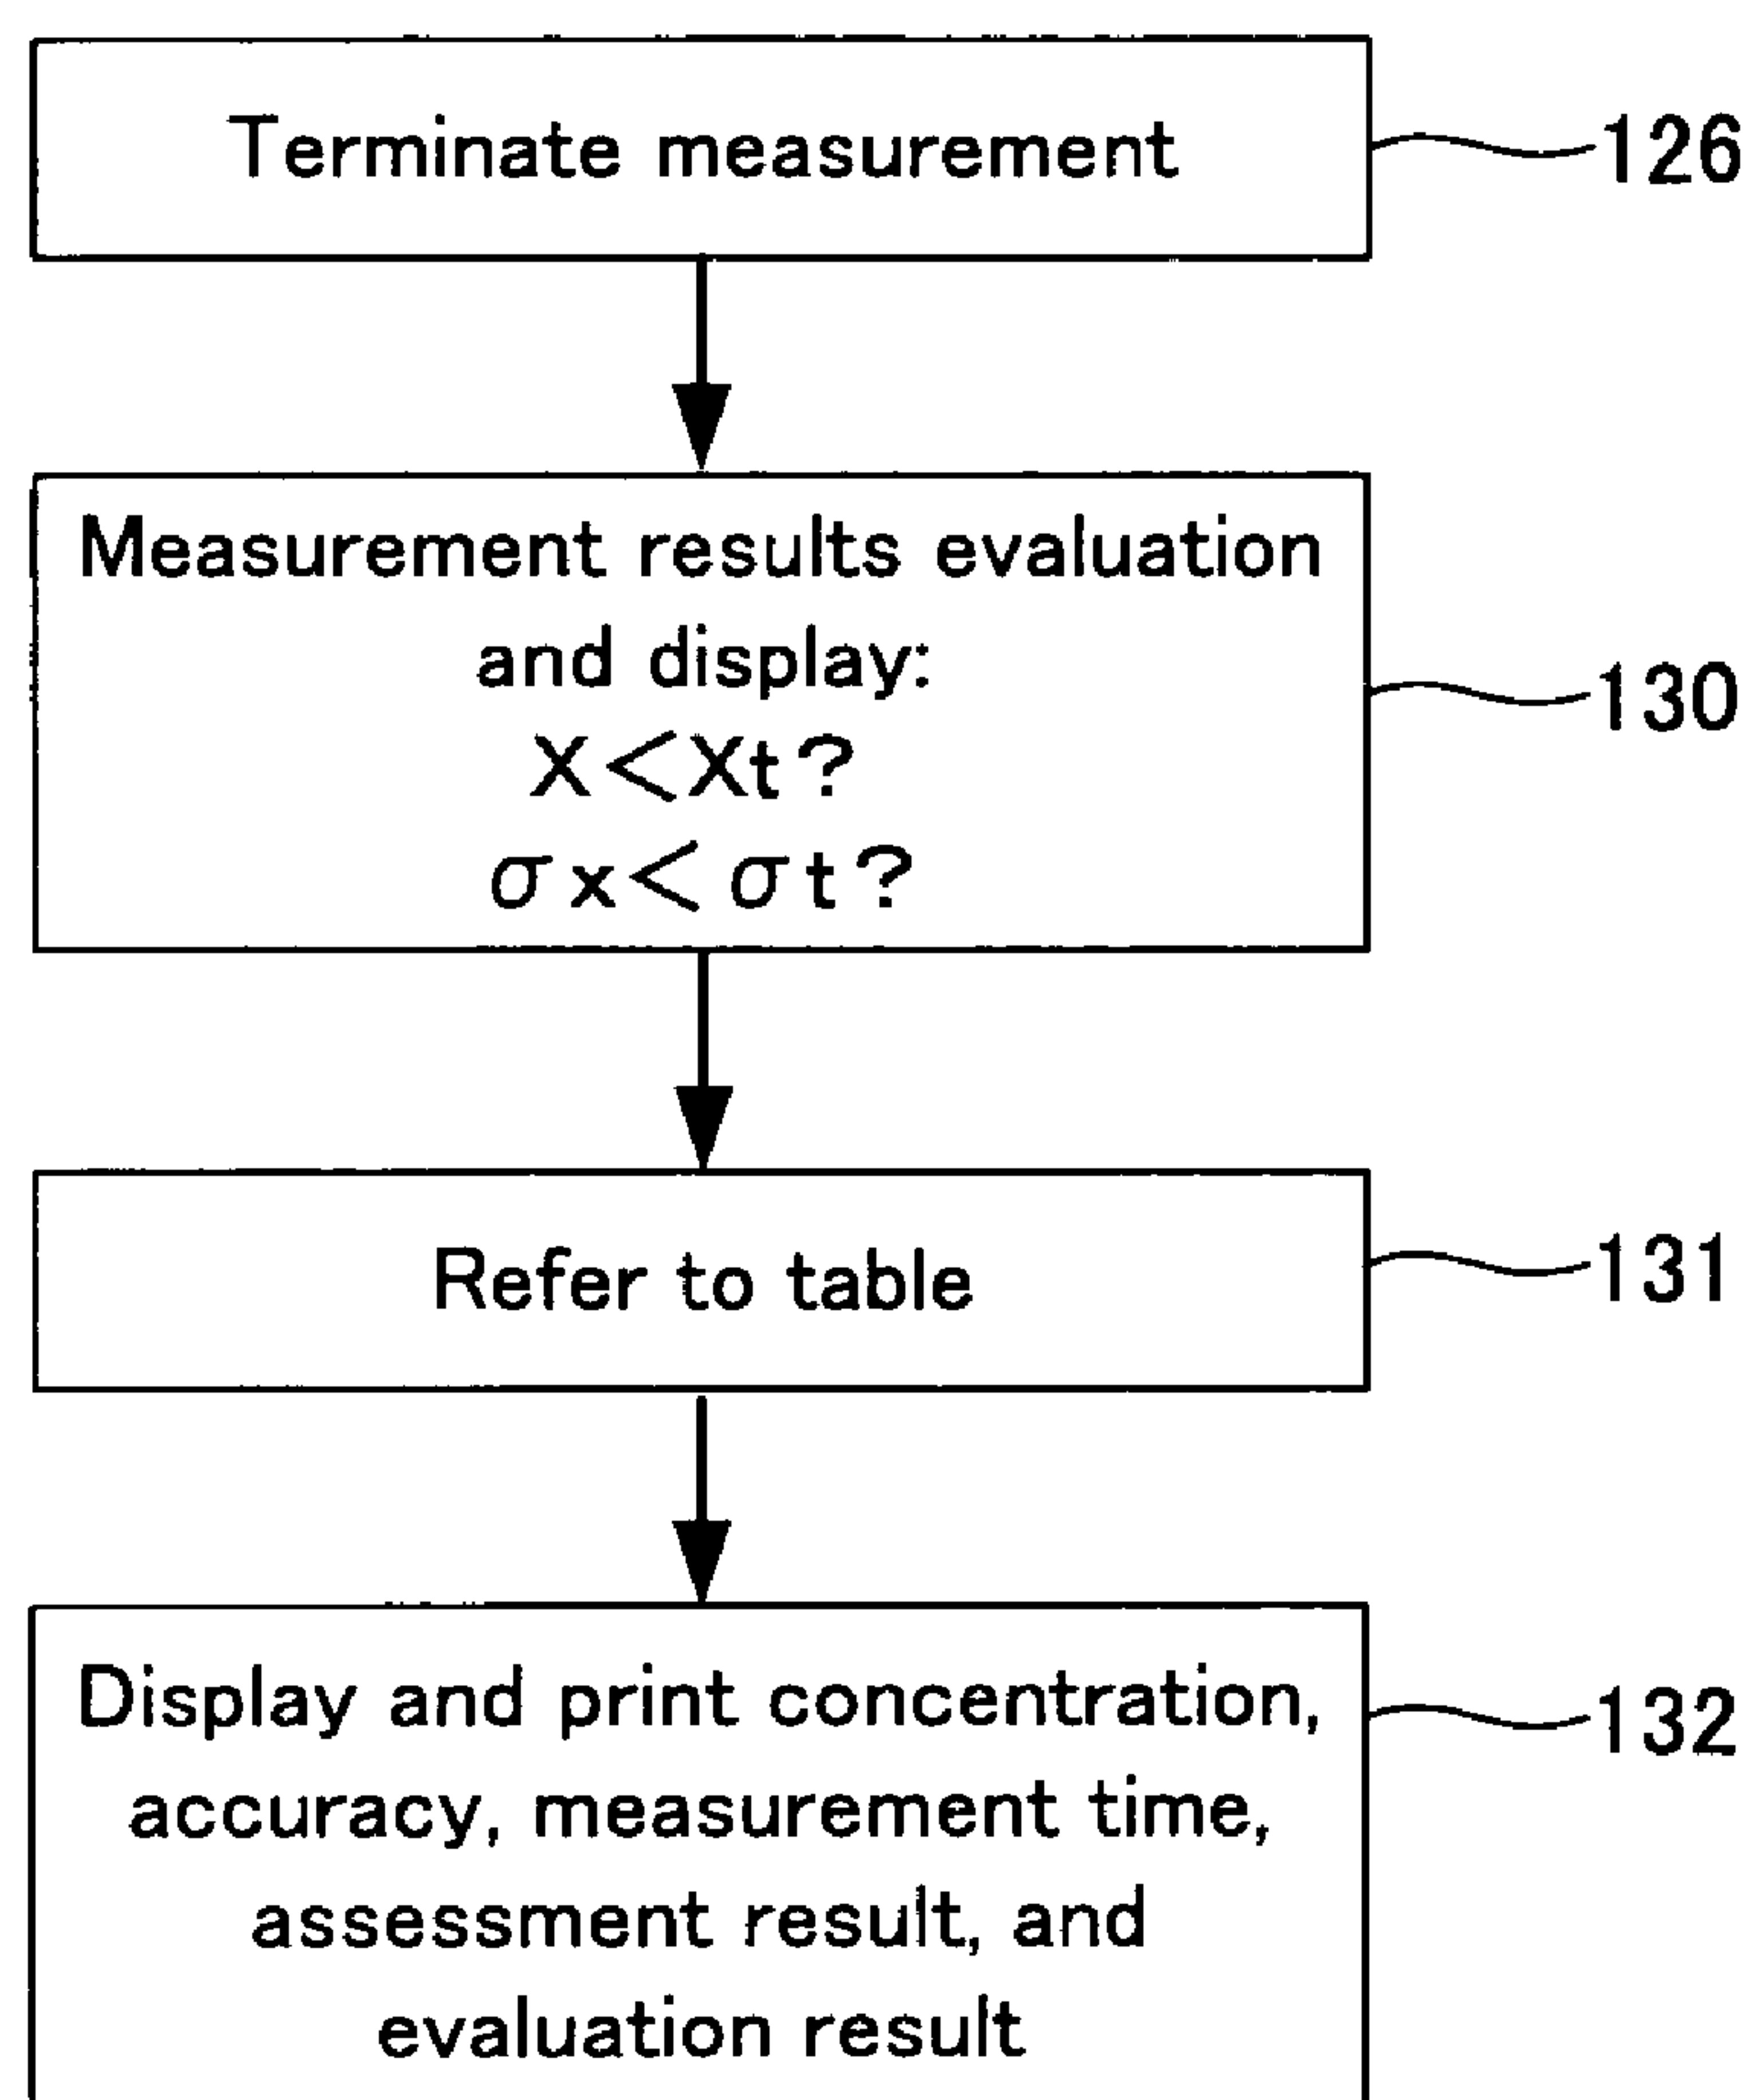 Terminate measurement
126
Measurement results evaluation
and display:
130
X<Xt?
σx<σt?
Refer to table
131
Display and print concentration,
132
accuracy, measurement time,
assessment result, and
evaluation result